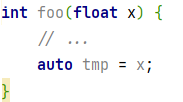 int foo(float x) {
    // ...
    auto tmp = x;
}